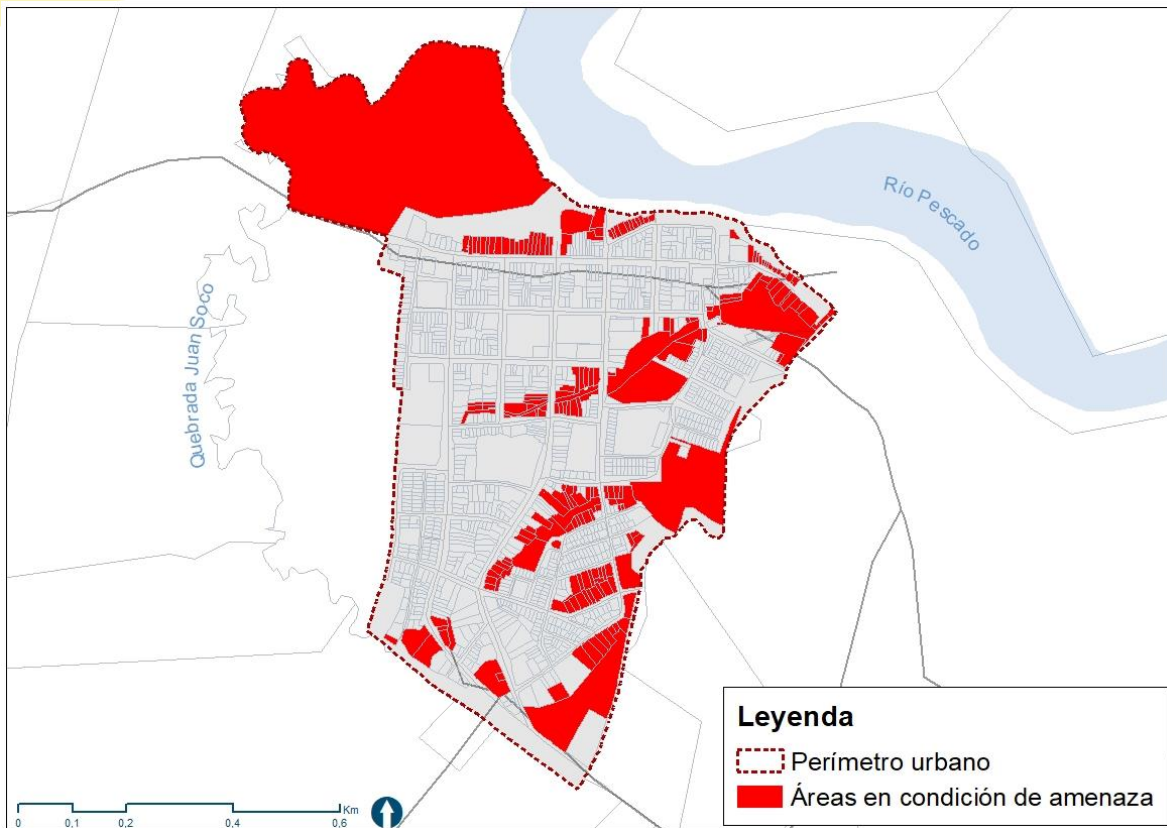 Río Pescado
Quebrada Juan Soco
Leyenda
Perímetro urbano
Áreas en condición de amenaza
Km
0 0,1 0,2 0,4 0,6